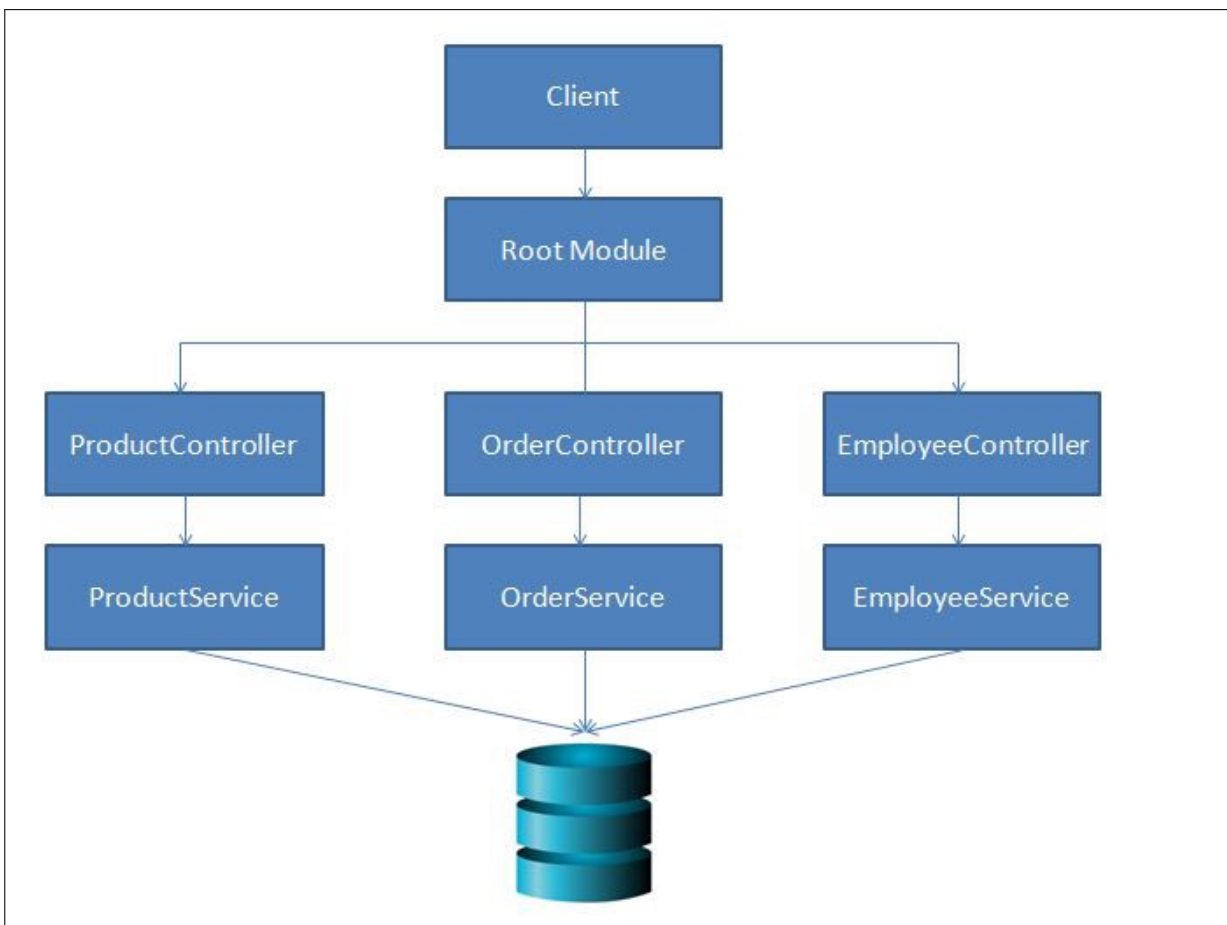 Client
Root Module
ProductController
OrderController
EmployeeController
ProductService
OrderService
EmployeeService